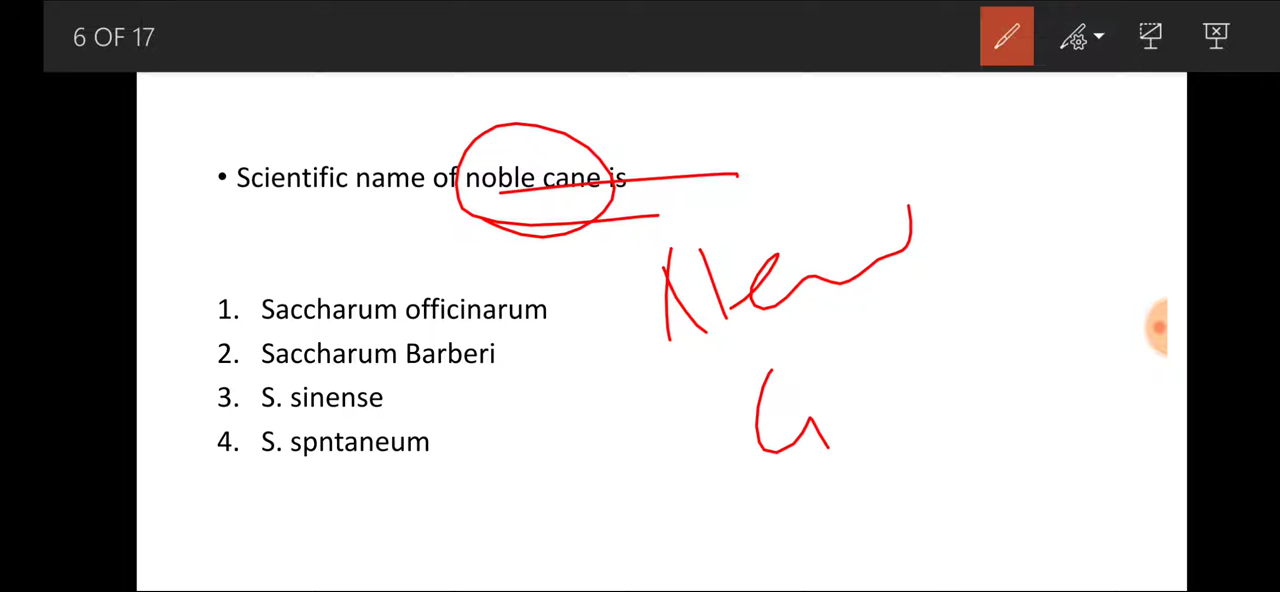 6 OF 17
• Scientific name of noble cane is
1. Saccharum officinarum
2. Saccharum Barberi
3. S. sinense
4. S. spntaneum